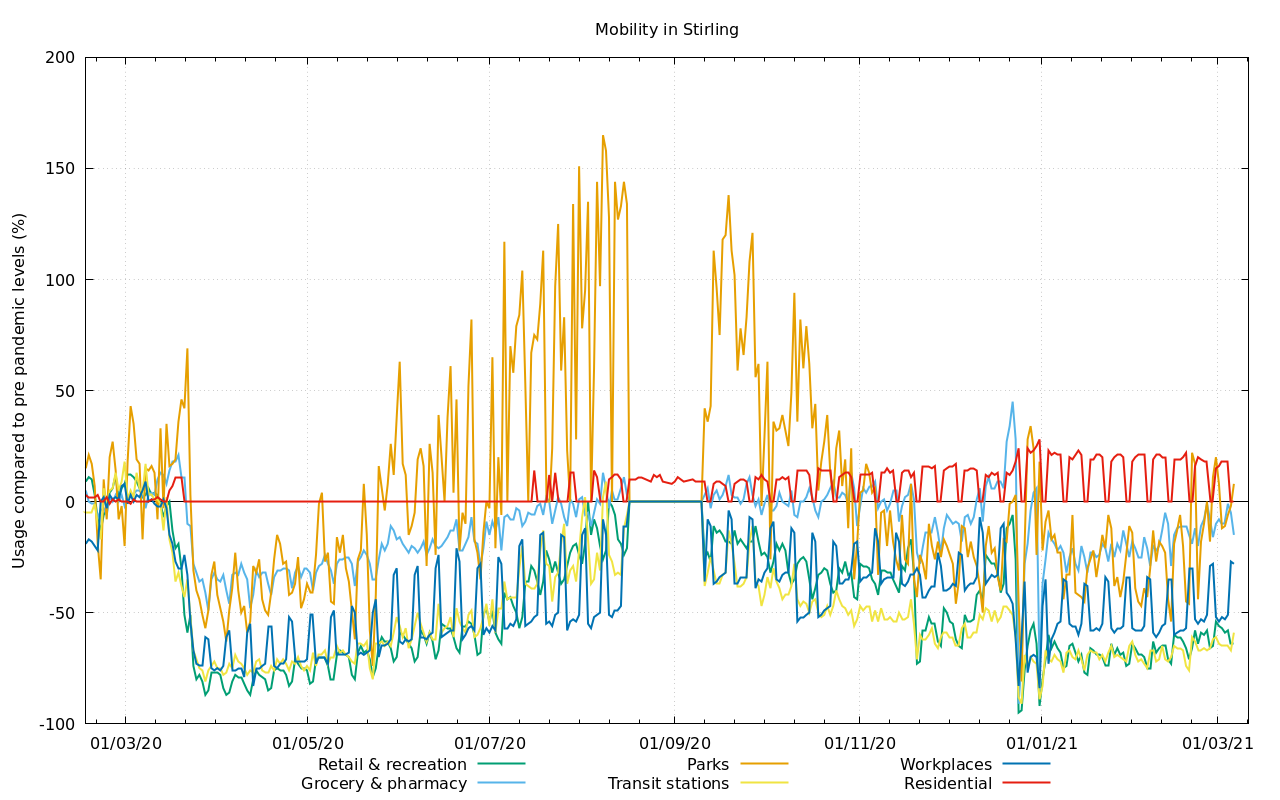 Mobility in Stirling
Usage compared to pre pandemic levels (%)
200
150
100
50
0
-50
-100
01/03/20 01/05/20 01/07/20 01/09/20 01/11/20 01/01/21 01/03/21
Retail & recreation Parks Workplaces
Grocery & pharmacy Transit stations Residential